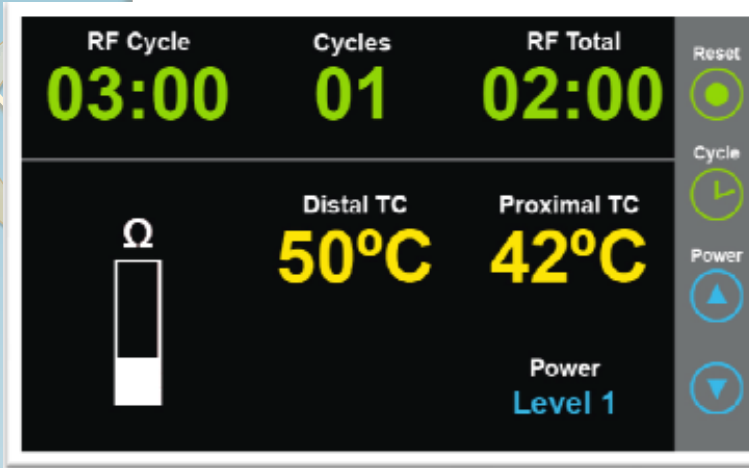 RF Cycle Cycles RF Total
03:00 01 02:00
Reset
Cycle
Ω
Distal TC Proximal TC
50ºC 42ºC
Power
Power
Level 1